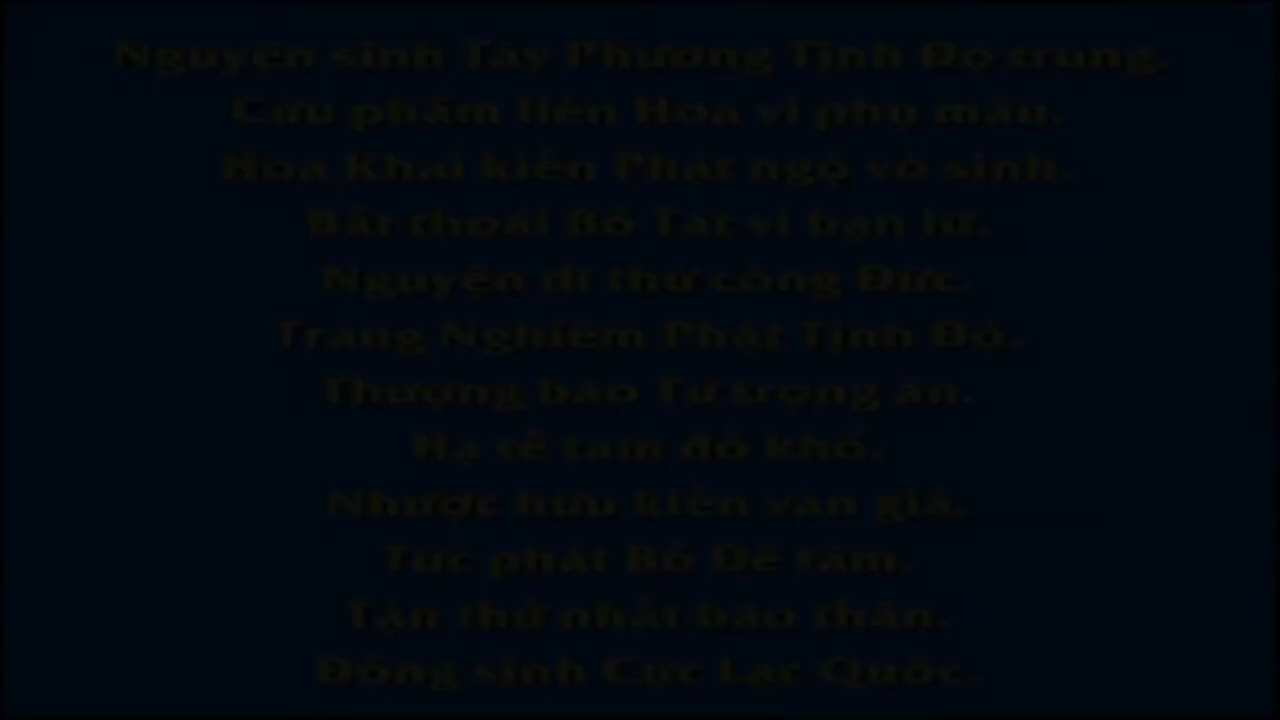 Nguyện sinh Tây Phương Tịnh Độ trung.
Cửu phẩm liên Hoa vi phụ mẫu.
Hoa Khai kiến Phật ngộ vô sinh.
Bất thoái Bồ Tát vi bạn lữ.
Nguyện dĩ thử công Đức.
Trang Nghiêm Phật Tịnh Độ.
Thượng báo Tứ trọng ân.
Hạ tế tam đồ khổ.
Nhược hữu kiến văn giả.
Tức phát Bồ Đề tâm.
Tận thử nhất báo thân.
Đồng sinh Cực Lạc Quốc.